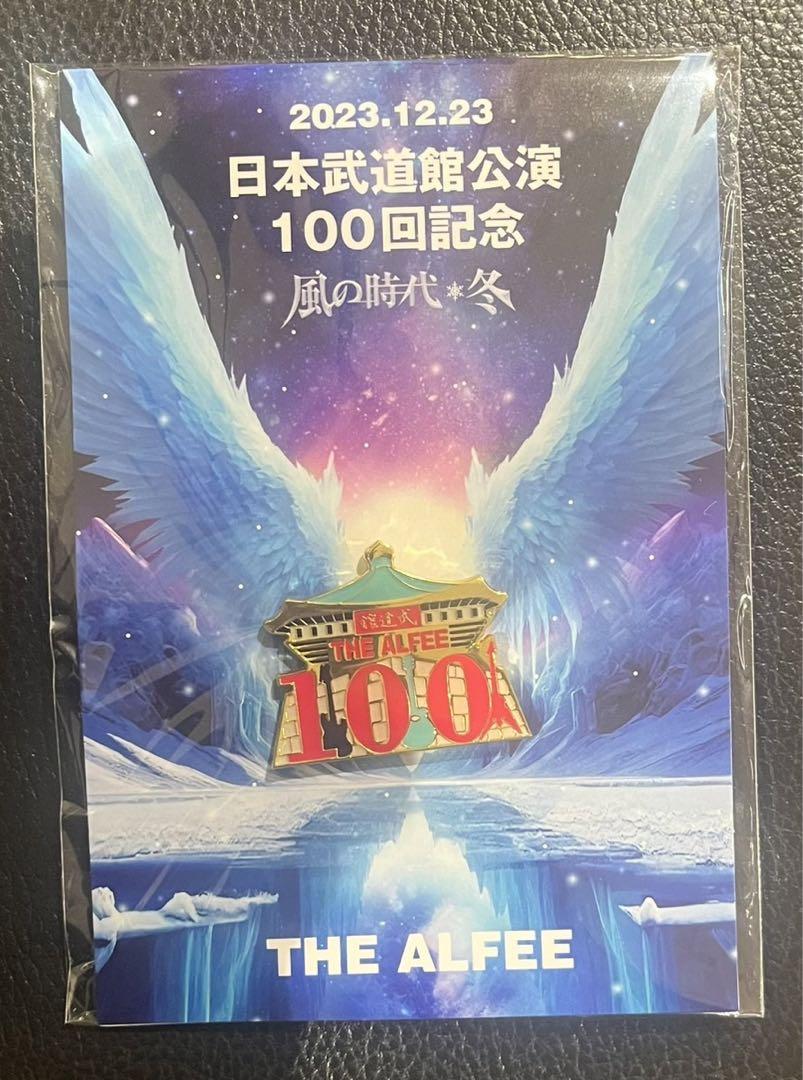 2023.12.23
日本武道館公演
100回記念
風の時代❄冬
武道館
THE ALFEE
100
THE ALFEE